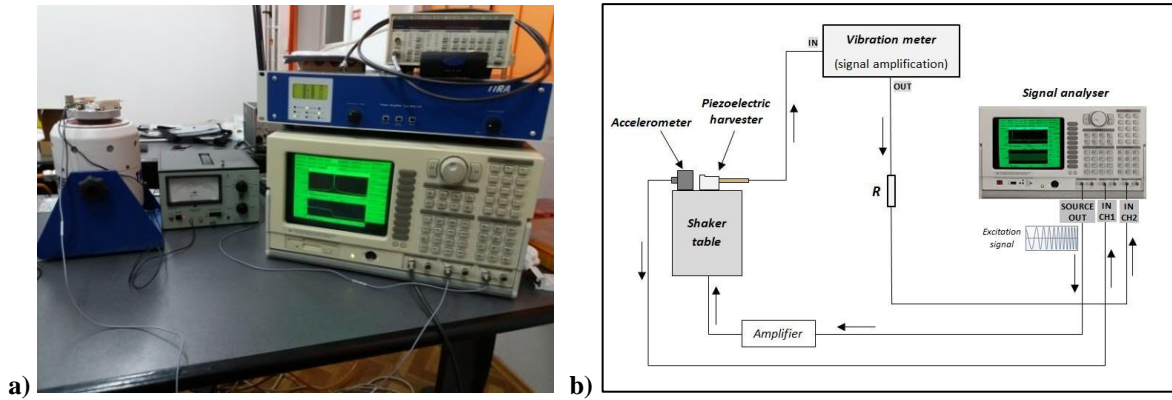 a)
TIRA
b)
IN
Vibration meter
(signal amplification)
OUT
Signal analyser
Piezoelectric
harvester
Accelerometer
R
Shaker
table
SOURCE
OUT
IN
CH1
IN
CH2
Excitation
signal
Amplifier